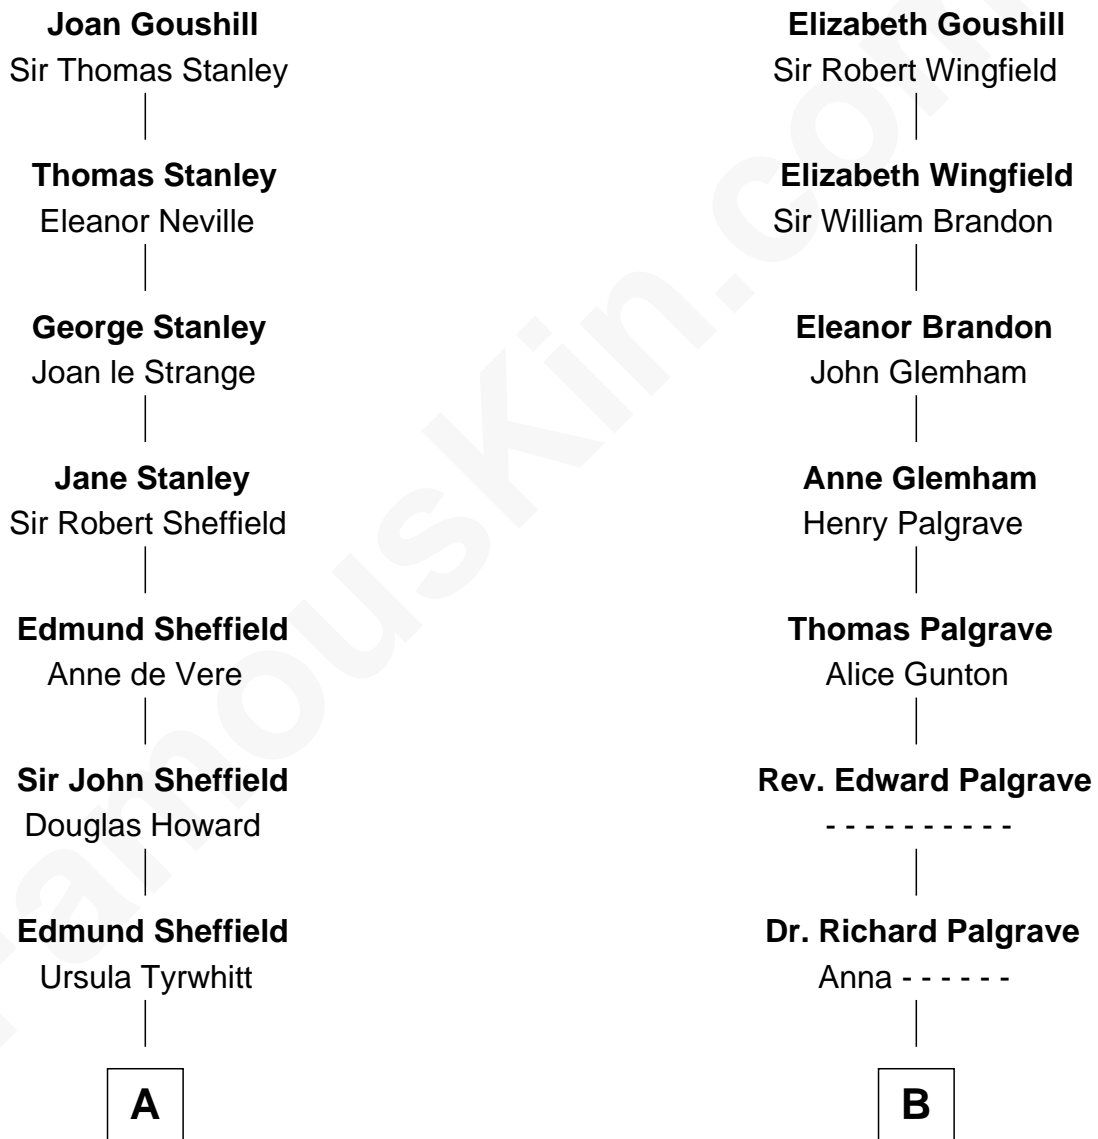 Joan Goushill
Sir Thomas Stanley
Thomas Stanley
Eleanor Neville
George Stanley
Joan le Strange
Jane Stanley
Sir Robert Sheffield
Edmund Sheffield
Anne de Vere
Sir John Sheffield
Douglas Howard
Edmund Sheffield
Ursula Tyrwhitt
A
Elizabeth Goushill
Sir Robert Wingfield
Elizabeth Wingfield
Sir William Brandon
Eleanor Brandon
John Glemham
Anne Glemham
Henry Palgrave
Thomas Palgrave
Alice Gunton
Rev. Edward Palgrave
- - - - - - - - - -
Dr. Richard Palgrave
Anna - - - - - -
B
FamousKin.com